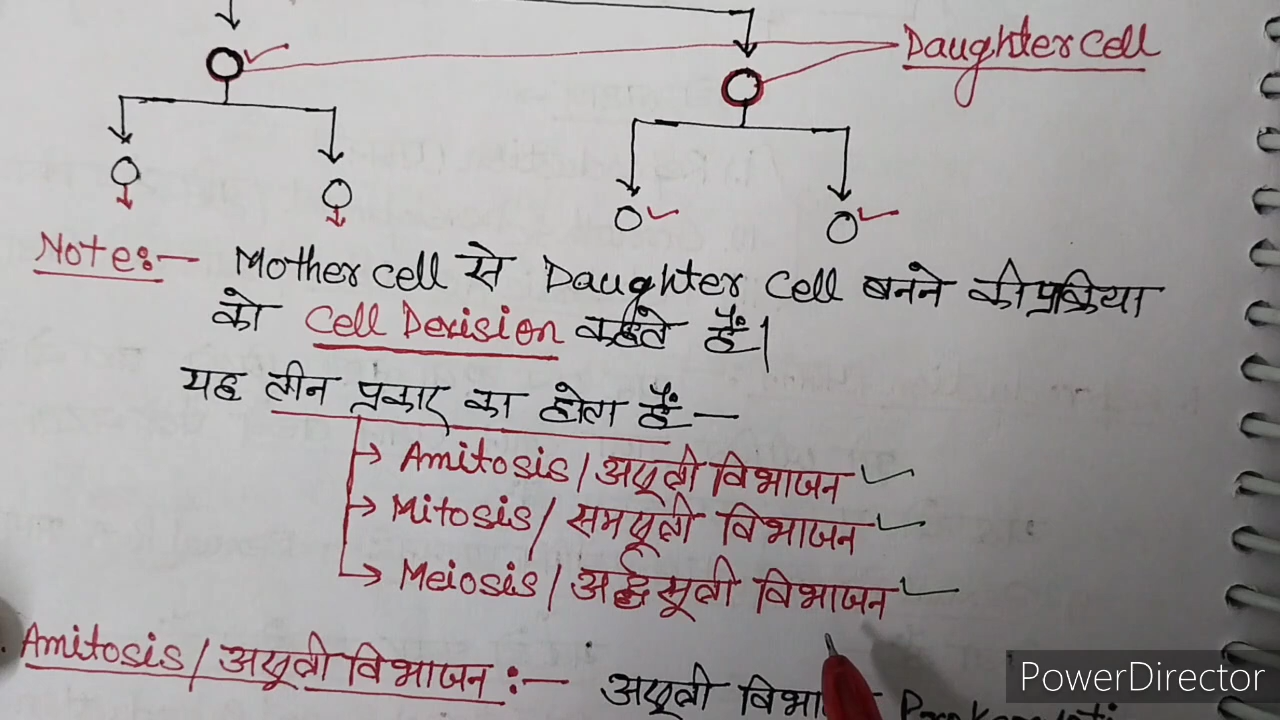 Daughter Cell
Note:- Mother cell से Daughter Cell बनने की प्रक्रिया
को Cell Devision कहते हैं।
यह तीन प्रकार का होता हैं -
Amitosis / असूती विभाजन
Mitosis / समसूती विभाजन
Meiosis / अर्द्धसूती विभाजन
Amitosis / असूती विभाजन :- असूती
PowerDirector